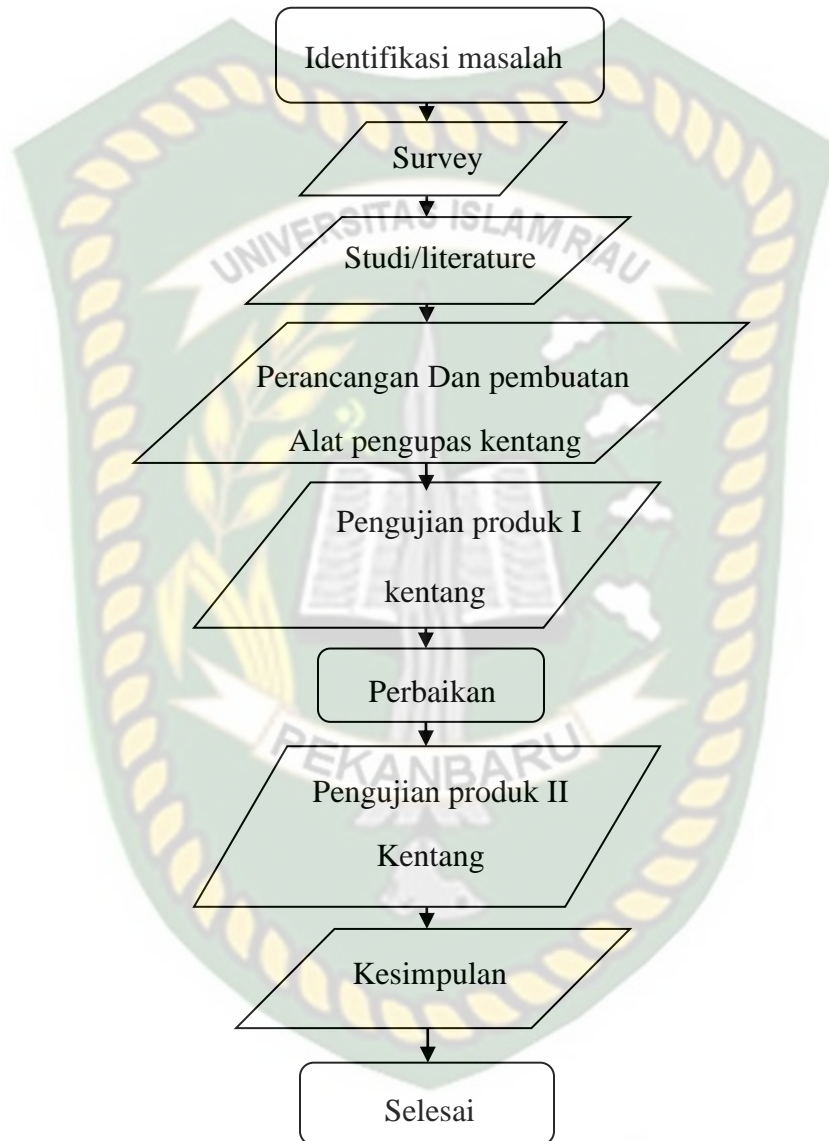 Identifikasi masalah
Survey
UNIVERSITAS ISLAM RIAU
Studi/literature
Perancangan Dan pembuatan
Alat pengupas kentang
Pengujian produk I
kentang
Perbaikan
PEKANBARU
Pengujian produk II
Kentang
Kesimpulan
Selesai